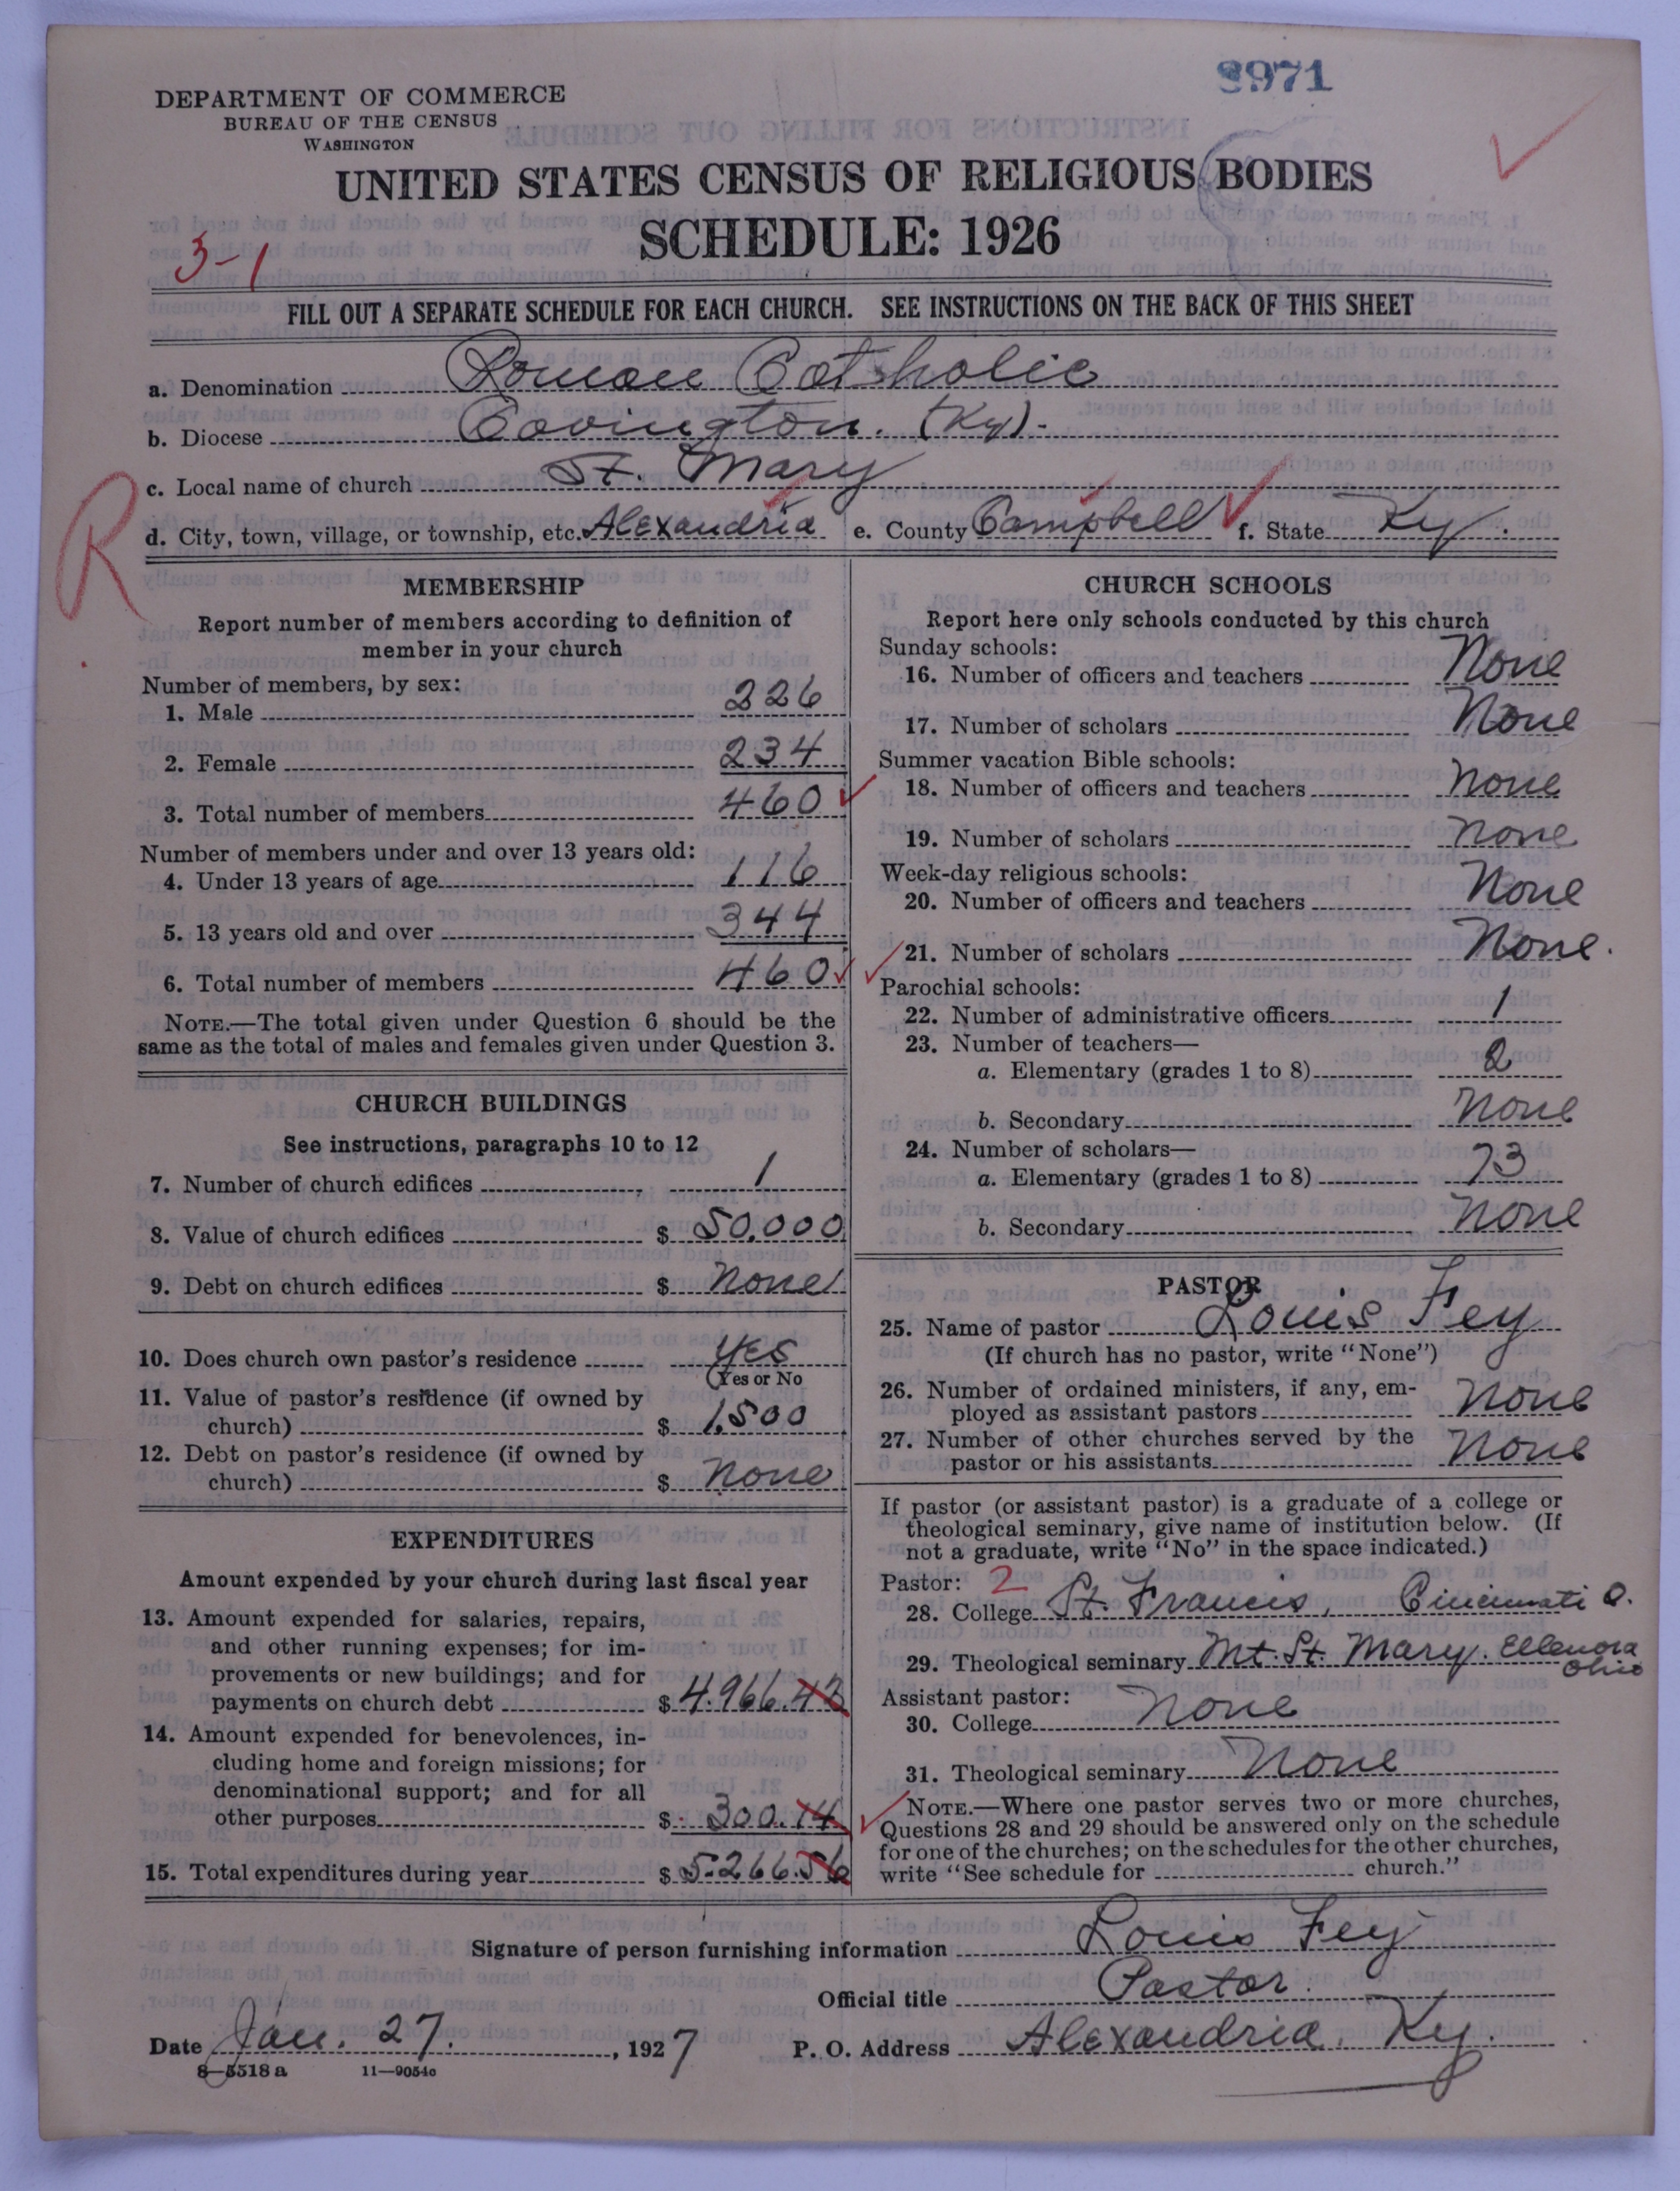 8971
DEPARTMENT OF COMMERCE
BUREAU OF THE CENSUS
WASHINGTON
UNITED STATES CENSUS OF RELIGIOUS BODIES
SCHEDULE: 1926
3-1
FILL OUT A SEPARATE SCHEDULE FOR EACH CHURCH. SEE INSTRUCTIONS ON THE BACK OF THIS SHEET
a. Denomination Roman Catholic
b. Diocese Covington. (Ky).
c. Local name of church St. Mary
R
d. City, town, village, or township, etc. Alexandria e. County Campbell f. State Ky.
MEMBERSHIP
Report number of members according to definition of
member in your church
Number of members, by sex:
1. Male 226
2. Female 234
3. Total number of members 460
Number of members under and over 13 years old:
4. Under 13 years of age 116
5. 13 years old and over 344
6. Total number of members 460
NOTE.—The total given under Question 6 should be the
same as the total of males and females given under Question 3.
CHURCH BUILDINGS
See instructions, paragraphs 10 to 12
7. Number of church edifices 1
8. Value of church edifices $ 50.000
9. Debt on church edifices $ None
10. Does church own pastor's residence Yes
(Yes or No
11. Value of pastor's residence (if owned by
church) $ 1.500
12. Debt on pastor's residence (if owned by
church) $ None
EXPENDITURES
Amount expended by your church during last fiscal year
13. Amount expended for salaries, repairs,
and other running expenses; for im-
provements or new buildings; and for
payments on church debt $ 4.966.42
14. Amount expended for benevolences, in-
cluding home and foreign missions; for
denominational support; and for all
other purposes $ 300.14
15. Total expenditures during year $ 5.266.56
CHURCH SCHOOLS
Report here only schools conducted by this church
Sunday schools:
16. Number of officers and teachers None
17. Number of scholars None
Summer vacation Bible schools:
18. Number of officers and teachers None
19. Number of scholars None
Week-day religious schools:
20. Number of officers and teachers None
21. Number of scholars None.
Parochial schools:
22. Number of administrative officers 1
23. Number of teachers—
a. Elementary (grades 1 to 8) 2
b. Secondary None
24. Number of scholars—
a. Elementary (grades 1 to 8) 73
b. Secondary None
PASTOR
25. Name of pastor Louis Fey
(If church has no pastor, write "None")
26. Number of ordained ministers, if any, em-
ployed as assistant pastors None
27. Number of other churches served by the
pastor or his assistants None
If pastor (or assistant pastor) is a graduate of a college or
theological seminary, give name of institution below. (If
not a graduate, write "No" in the space indicated.)
Pastor: 2
28. College St. Francis, Cincinnati O.
29. Theological seminary Mt. St. Mary. Ellenora
Ohio
Assistant pastor:
30. College None
31. Theological seminary None
NOTE.—Where one pastor serves two or more churches,
Questions 28 and 29 should be answered only on the schedule
for one of the churches; on the schedules for the other churches,
write "See schedule for church."
Signature of person furnishing information Louis Fey
Official title Pastor.
Date Jan. 27. , 1927 P. O. Address Alexandria. Ky.
8—5518 a 11—9054c